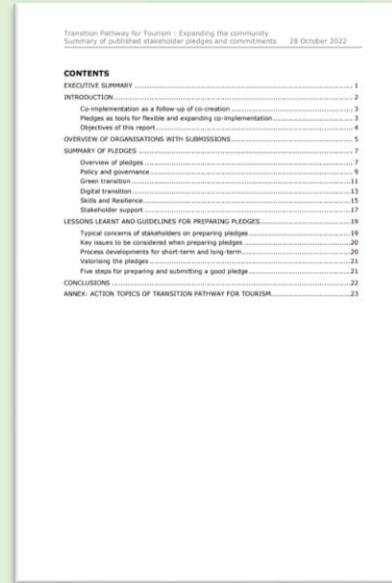 Transition Pathway for Tourism : Expanding the community
Summary of published stakeholder pledges and commitments 28 October 2022
CONTENTS
EXECUTIVE SUMMARY ... 1
INTRODUCTION ... 2
Co-implementation as a follow-up of co-creation ... 3
Pledges as tools for flexible and expanding co-implementation ... 3
Objectives of this report ... 4
OVERVIEW OF ORGANISATIONS WITH SUBMISSIONS ... 5
SUMMARY OF PLEDGES ... 7
Overview of pledges ... 7
Policy and governance ... 9
Green transition ... 11
Digital transition ... 13
Skills and Resilience ... 15
Stakeholder support ... 17
LESSONS LEARNT AND GUIDELINES FOR PREPARING PLEDGES ... 19
Typical concerns of stakeholders on preparing pledges ... 19
Key issues to be considered when preparing pledges ... 20
Process developments for short-term and long-term ... 20
Valorising the pledges ... 21
Five steps for preparing and submitting a good pledge ... 21
CONCLUSIONS ... 22
ANNEX: ACTION TOPICS OF TRANSITION PATHWAY FOR TOURISM ... 23